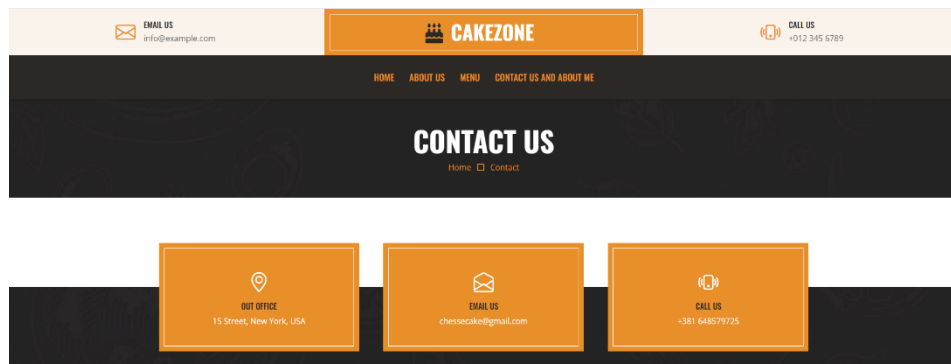 EMAIL US
info@example.com
CAKEZONE
CALL US
+012 345 6789
HOME ABOUT US MENU CONTACT US AND ABOUT ME
CONTACT US
Home Contact
OUT OFFICE
15 Street, New York, USA
EMAIL US
chessecake@gmail.com
CALL US
+381 648579725